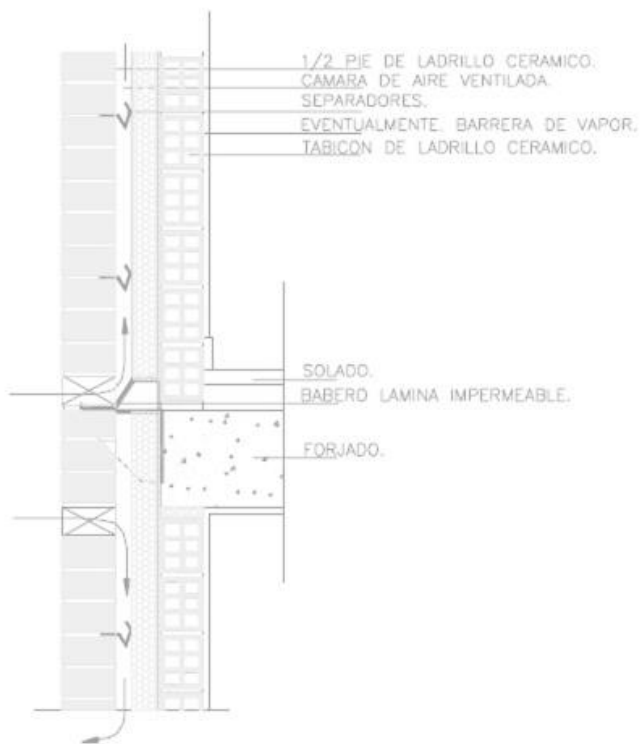 1/2 PIE DE LADRILLO CERAMICO.
CAMARA DE AIRE VENTILADA.
SEPARADORES.
EVENTUALMENTE. BARRERA DE VAPOR.
TABICON DE LADRILLO CERAMICO.
SOLADO.
BABERO LAMINA IMPERMEABLE.
FORJADO.